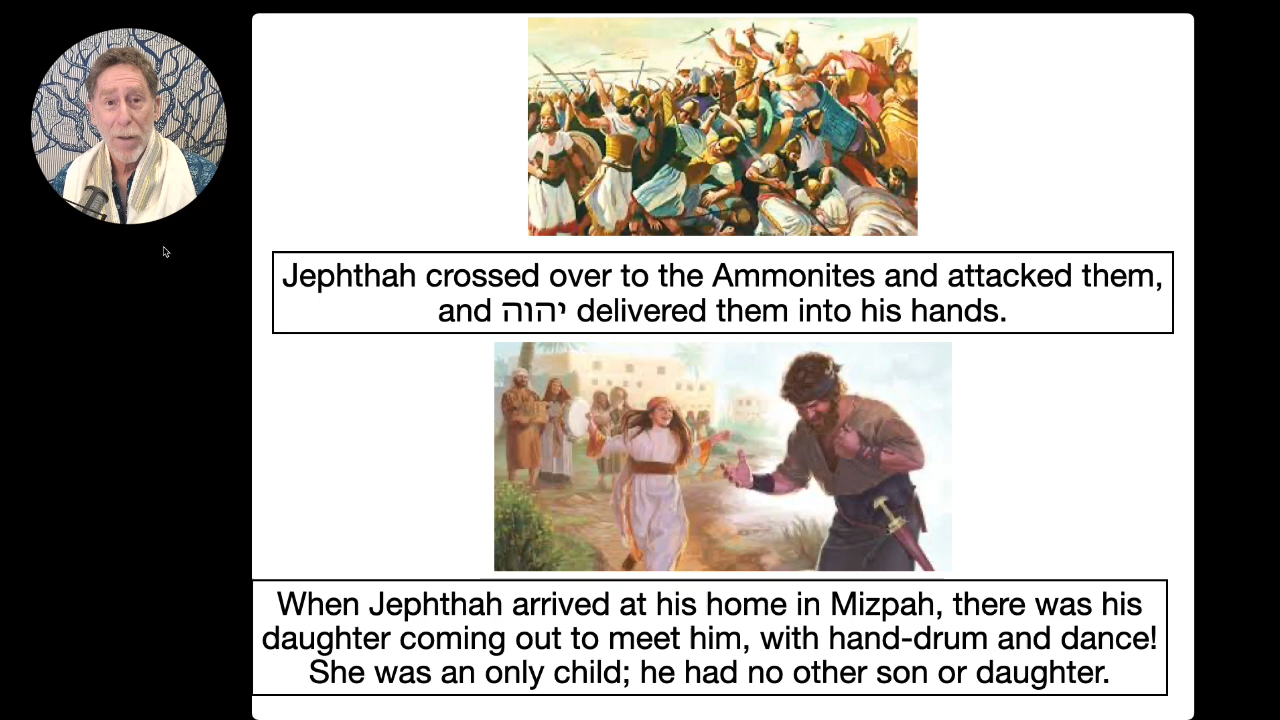 Jephthah crossed over to the Ammonites and attacked them,
and יהוה delivered them into his hands.
When Jephthah arrived at his home in Mizpah, there was his
daughter coming out to meet him, with hand-drum and dance!
She was an only child; he had no other son or daughter.